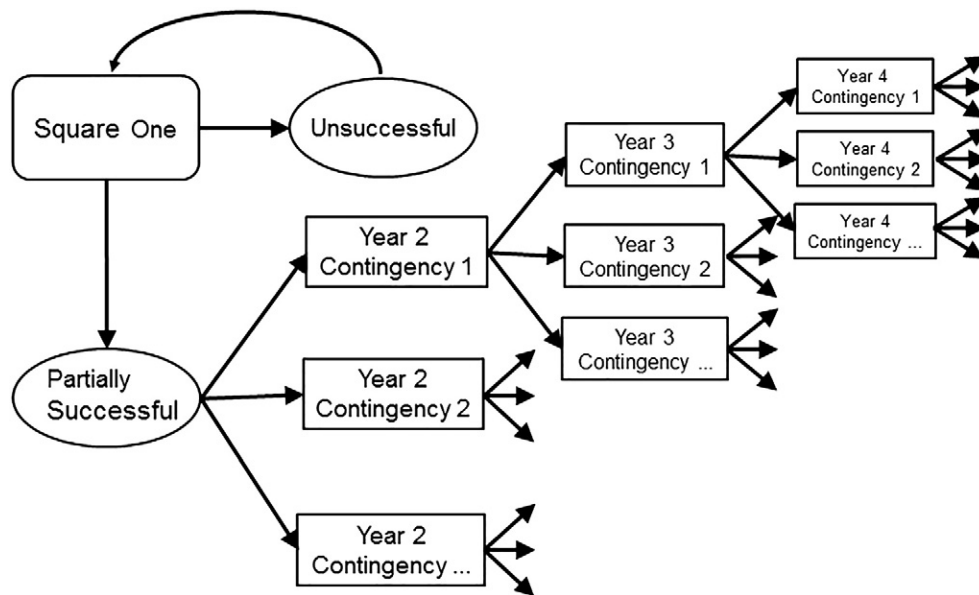 Square One
Unsuccessful
Partially
Successful
Year 2
Contingency 1
Year 2
Contingency 2
Year 2
Contingency ...
Year 3
Contingency 1
Year 3
Contingency 2
Year 3
Contingency ...
Year 4
Contingency 1
Year 4
Contingency 2
Year 4
Contingency ...